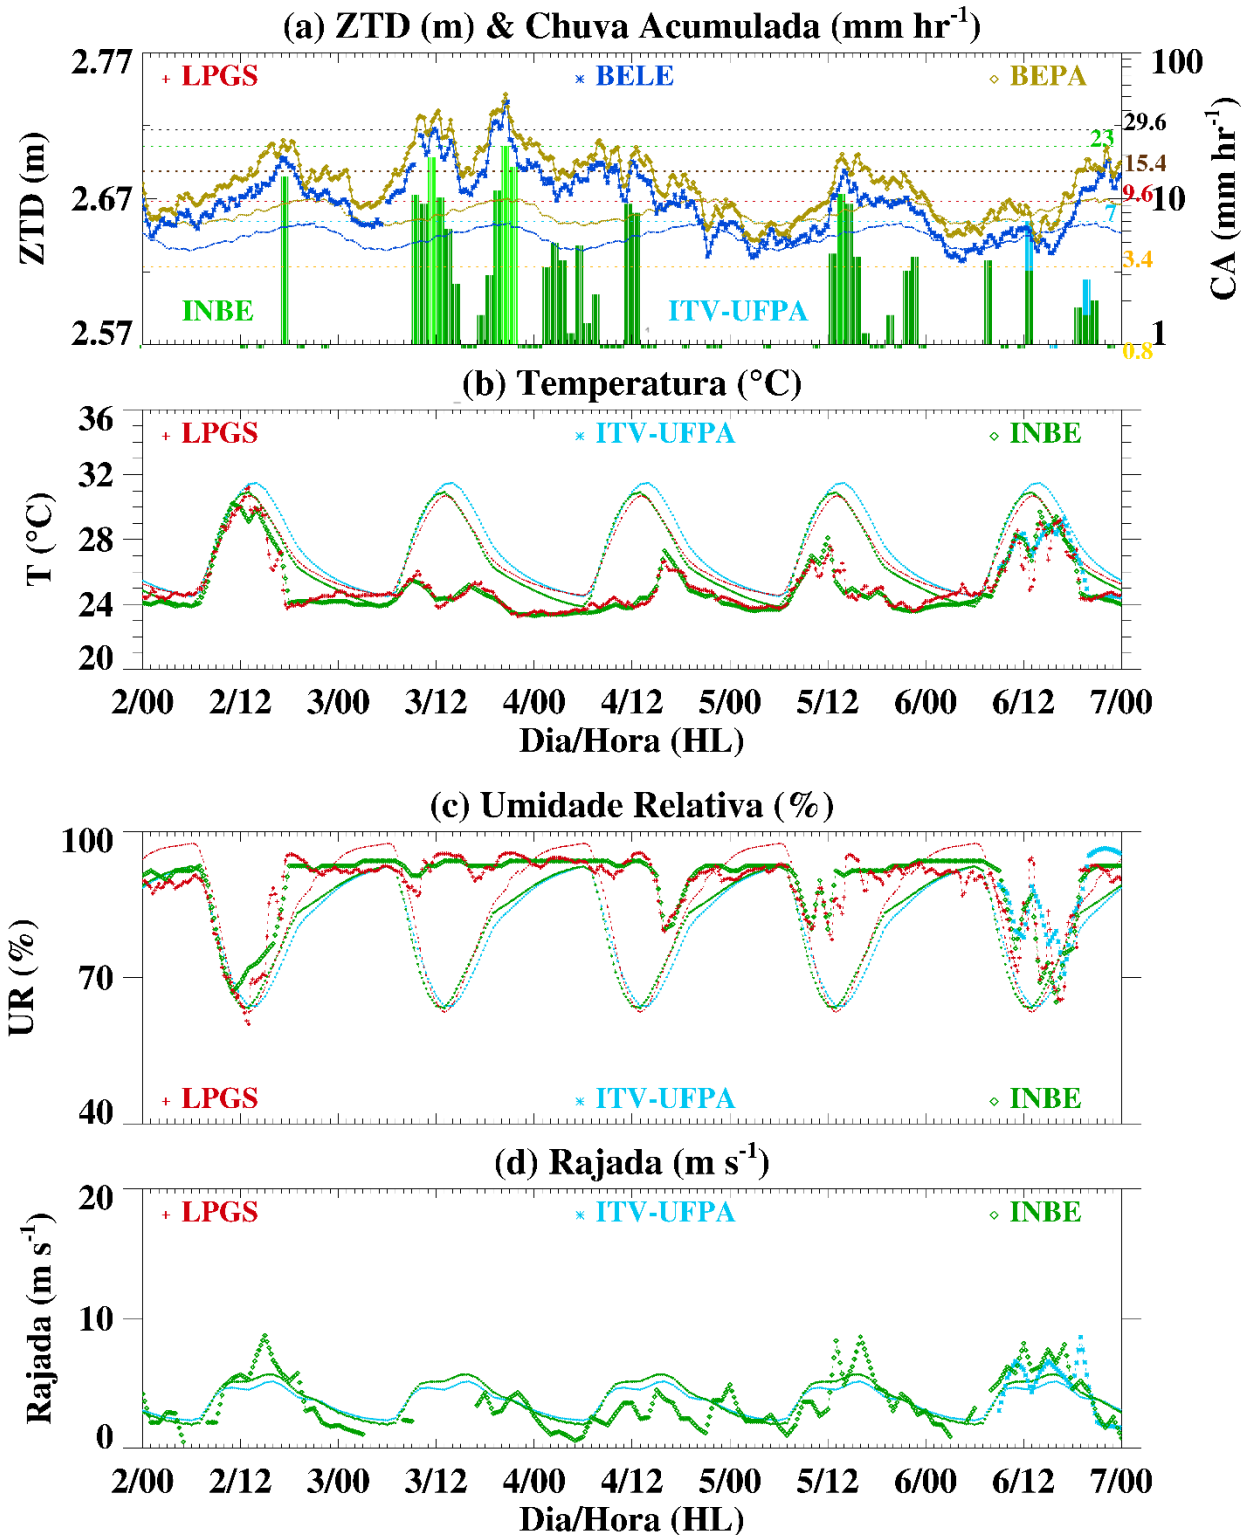 (a) ZTD (m) & Chuva Acumulada (mm hr-1)
2.77
2.67
2.57
ZTD (m)
LPGS
BELE
BEPA
INBE
ITV-UFPA
100
29.6
23
15.4
10
9.6
7
3.4
1
0.8
CA (mm hr-1)
(b) Temperatura (°C)
36
32
28
24
20
T (°C)
LPGS
ITV-UFPA
INBE
2/00 2/12 3/00 3/12 4/00 4/12 5/00 5/12 6/00 6/12 7/00
Dia/Hora (HL)
(c) Umidade Relativa (%)
100
70
40
UR (%)
LPGS
ITV-UFPA
INBE
(d) Rajada (m s-1)
20
10
0
Rajada (m s-1)
LPGS
ITV-UFPA
INBE
2/00 2/12 3/00 3/12 4/00 4/12 5/00 5/12 6/00 6/12 7/00
Dia/Hora (HL)